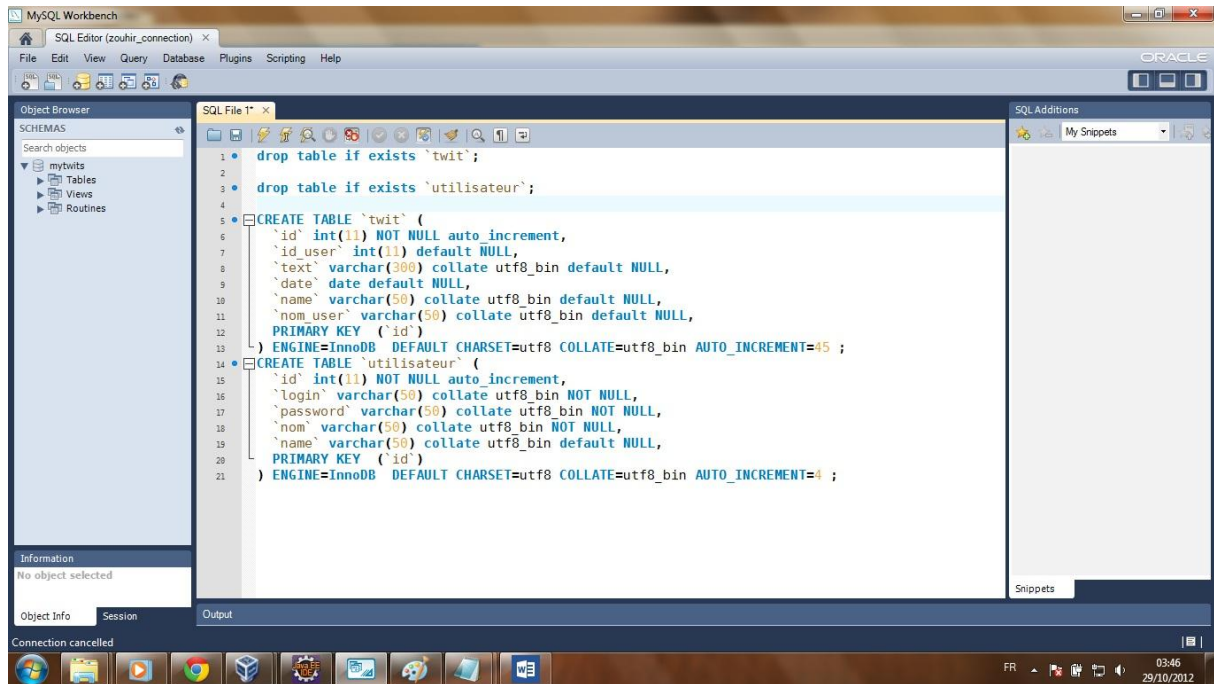 MySQL Workbench
SQL Editor (zouhir_connection) ×
File Edit View Query Database Plugins Scripting Help
ORACLE
Object Browser
SCHEMAS
Search objects
mytwits
Tables
Views
Routines
SQL File 1* ×
1 drop table if exists `twit`;
2
3 drop table if exists `utilisateur`;
4
5 CREATE TABLE `twit` (
6 `id` int(11) NOT NULL auto_increment,
7 `id_user` int(11) default NULL,
8 `text` varchar(300) collate utf8_bin default NULL,
9 `date` date default NULL,
10 `name` varchar(50) collate utf8_bin default NULL,
11 `nom_user` varchar(50) collate utf8_bin default NULL,
12 PRIMARY KEY (`id`)
13 ) ENGINE=InnoDB DEFAULT CHARSET=utf8 COLLATE=utf8_bin AUTO_INCREMENT=45 ;
14 CREATE TABLE `utilisateur` (
15 `id` int(11) NOT NULL auto_increment,
16 `login` varchar(50) collate utf8_bin NOT NULL,
17 `password` varchar(50) collate utf8_bin NOT NULL,
18 `nom` varchar(50) collate utf8_bin NOT NULL,
19 `name` varchar(50) collate utf8_bin default NULL,
20 PRIMARY KEY (`id`)
21 ) ENGINE=InnoDB DEFAULT CHARSET=utf8 COLLATE=utf8_bin AUTO_INCREMENT=4 ;
SQL Additions
My Snippets
Snippets
Information
No object selected
Object Info Session
Output
Connection cancelled
Java EE
IDE
FR
03:46
29/10/2012